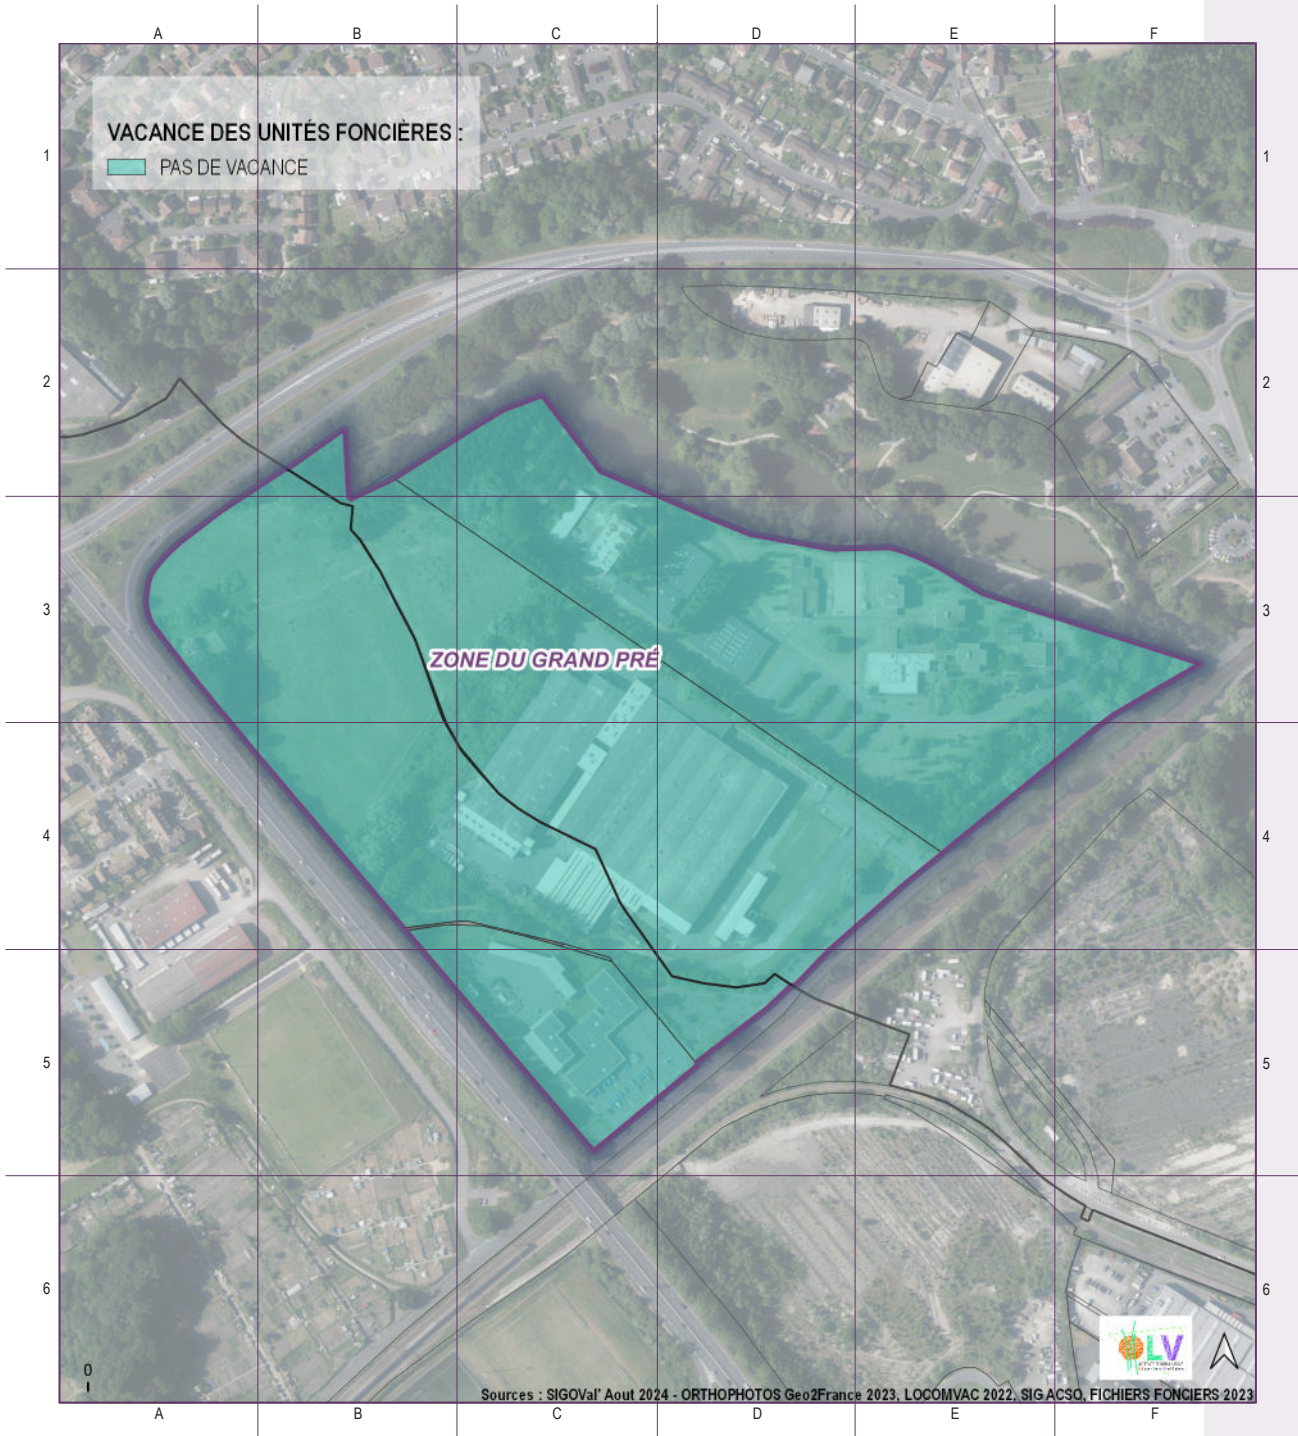 A B C D E F
VACANCE DES UNITÉS FONCIÈRES :
PAS DE VACANCE
1 1
2 2
3 3
ZONE DU GRAND PRÉ
4 4
5 5
6 6
LV
0
Sources : SIGOVal' Aout 2024 - ORTHOPHOTOS Geo2France 2023, LOCOMVAC 2022, SIG ACSO, FICHIERS FONCIERS 2023
A B C D E F